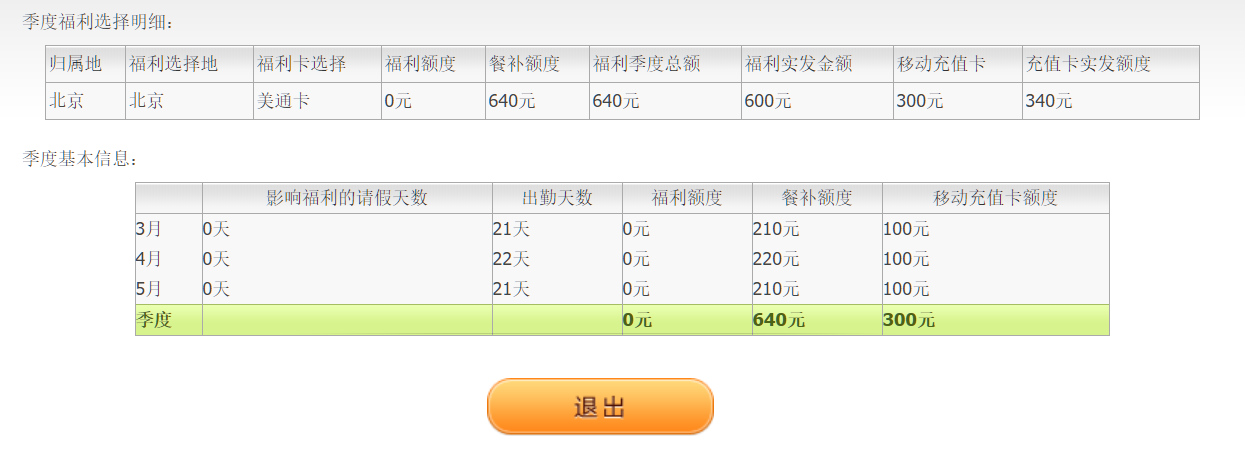 季度福利选择明细：
归属地 福利选择地 福利卡选择 福利额度 餐补额度 福利季度总额 福利实发金额 移动充值卡 充值卡实发额度
北京 北京 美通卡 0元 640元 640元 600元 300元 340元
季度基本信息：
影响福利的请假天数 出勤天数 福利额度 餐补额度 移动充值卡额度
3月 0天 21天 0元 210元 100元
4月 0天 22天 0元 220元 100元
5月 0天 21天 0元 210元 100元
季度 0元 640元 300元
退出